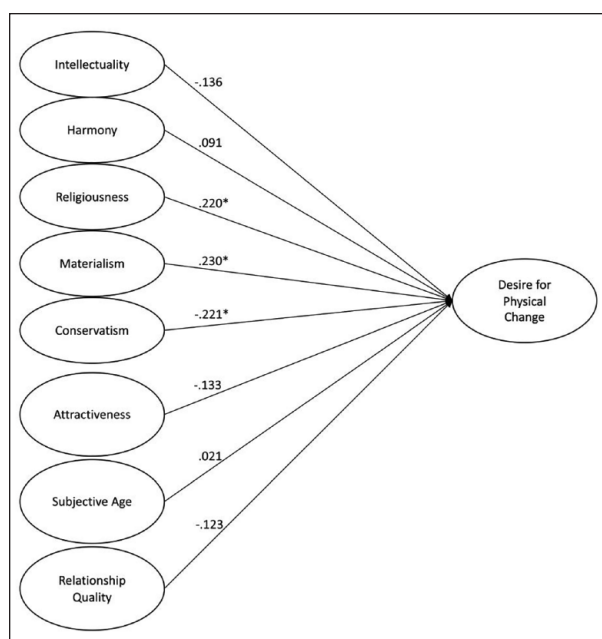 Intellectuality
-.136
Harmony
.091
Religiousness
.220*
Materialism
.230*
Conservatism
-.221*
Attractiveness
-.133
Subjective Age
.021
Relationship
Quality
-.123
Desire for
Physical
Change